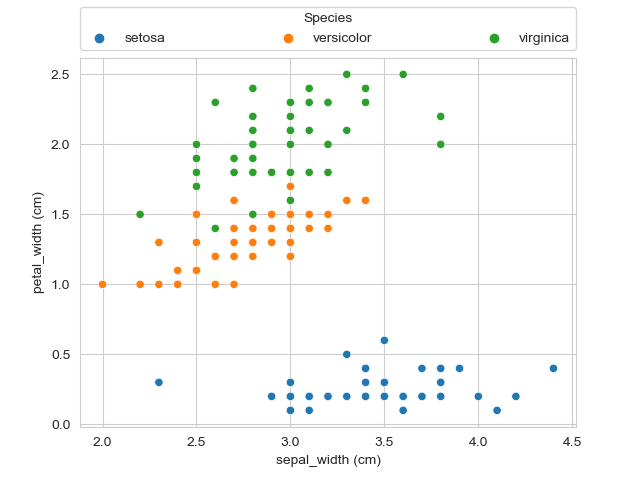 Species
setosa versicolor virginica
2.5
2.0
1.5
1.0
0.5
0.0
petal_width (cm)
2.0 2.5 3.0 3.5 4.0 4.5
sepal_width (cm)